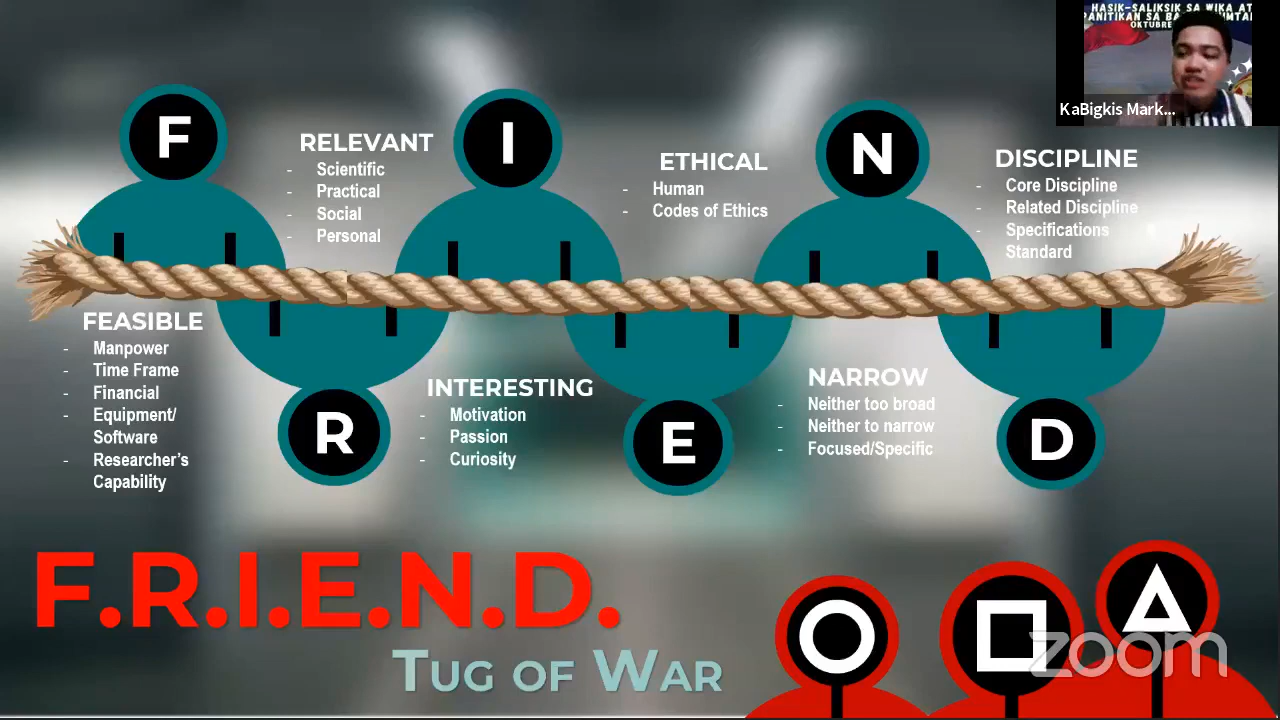 HASIK-SALIKSIK SA WIKA AT
PANITIKAN SA
OKTUBRE
KaBigkis Mark...
F
RELEVANT
- Scientific
- Practical
- Social
- Personal
I
ETHICAL
- Human
- Codes of Ethics
N
DISCIPLINE
- Core Discipline
- Related Discipline
- Specifications
Standard
FEASIBLE
- Manpower
- Time Frame
- Financial
- Equipment/
Software
- Researcher's
Capability
R
INTERESTING
- Motivation
- Passion
- Curiosity
E
NARROW
- Neither too broad
- Neither to narrow
- Focused/Specific
D
F.R.I.E.N.D.
TUG OF WAR
zoom